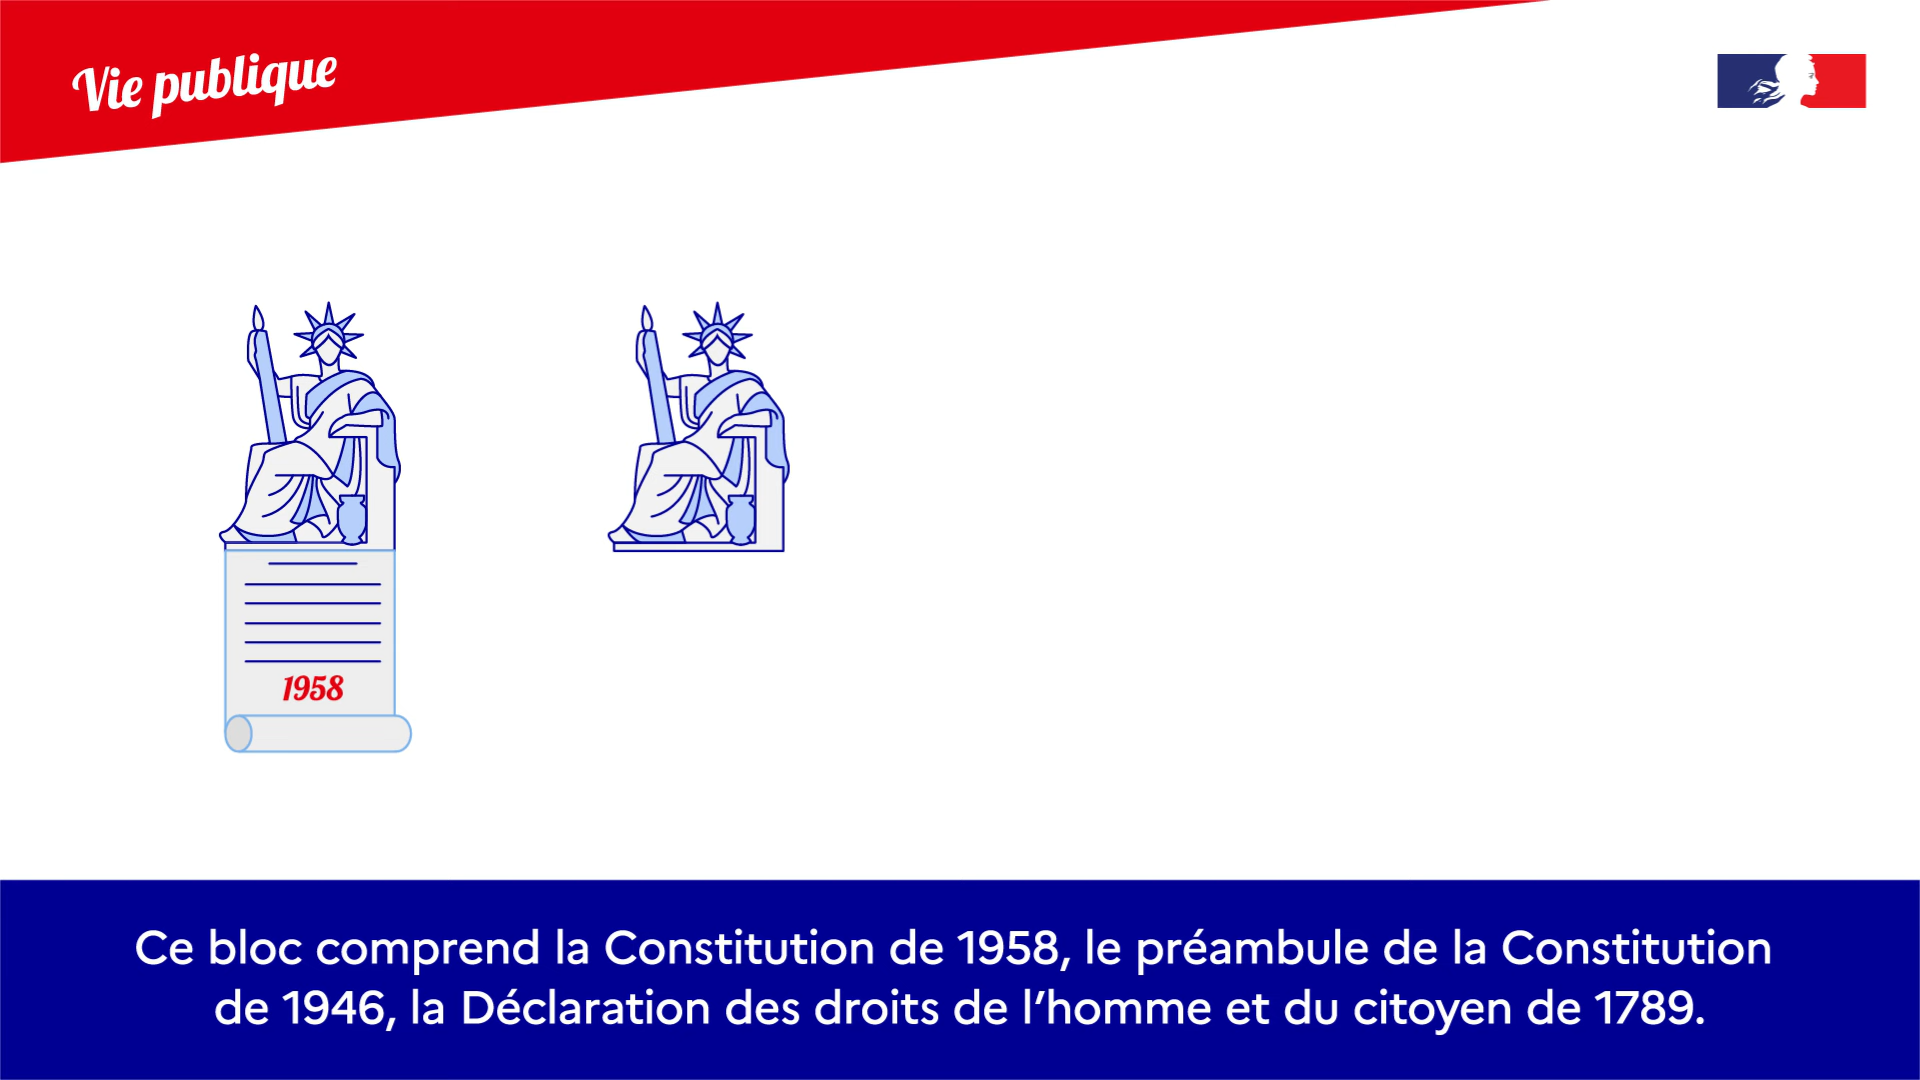 Vie publique
1958
Ce bloc comprend la Constitution de 1958, le préambule de la Constitution
de 1946, la Déclaration des droits de l’homme et du citoyen de 1789.